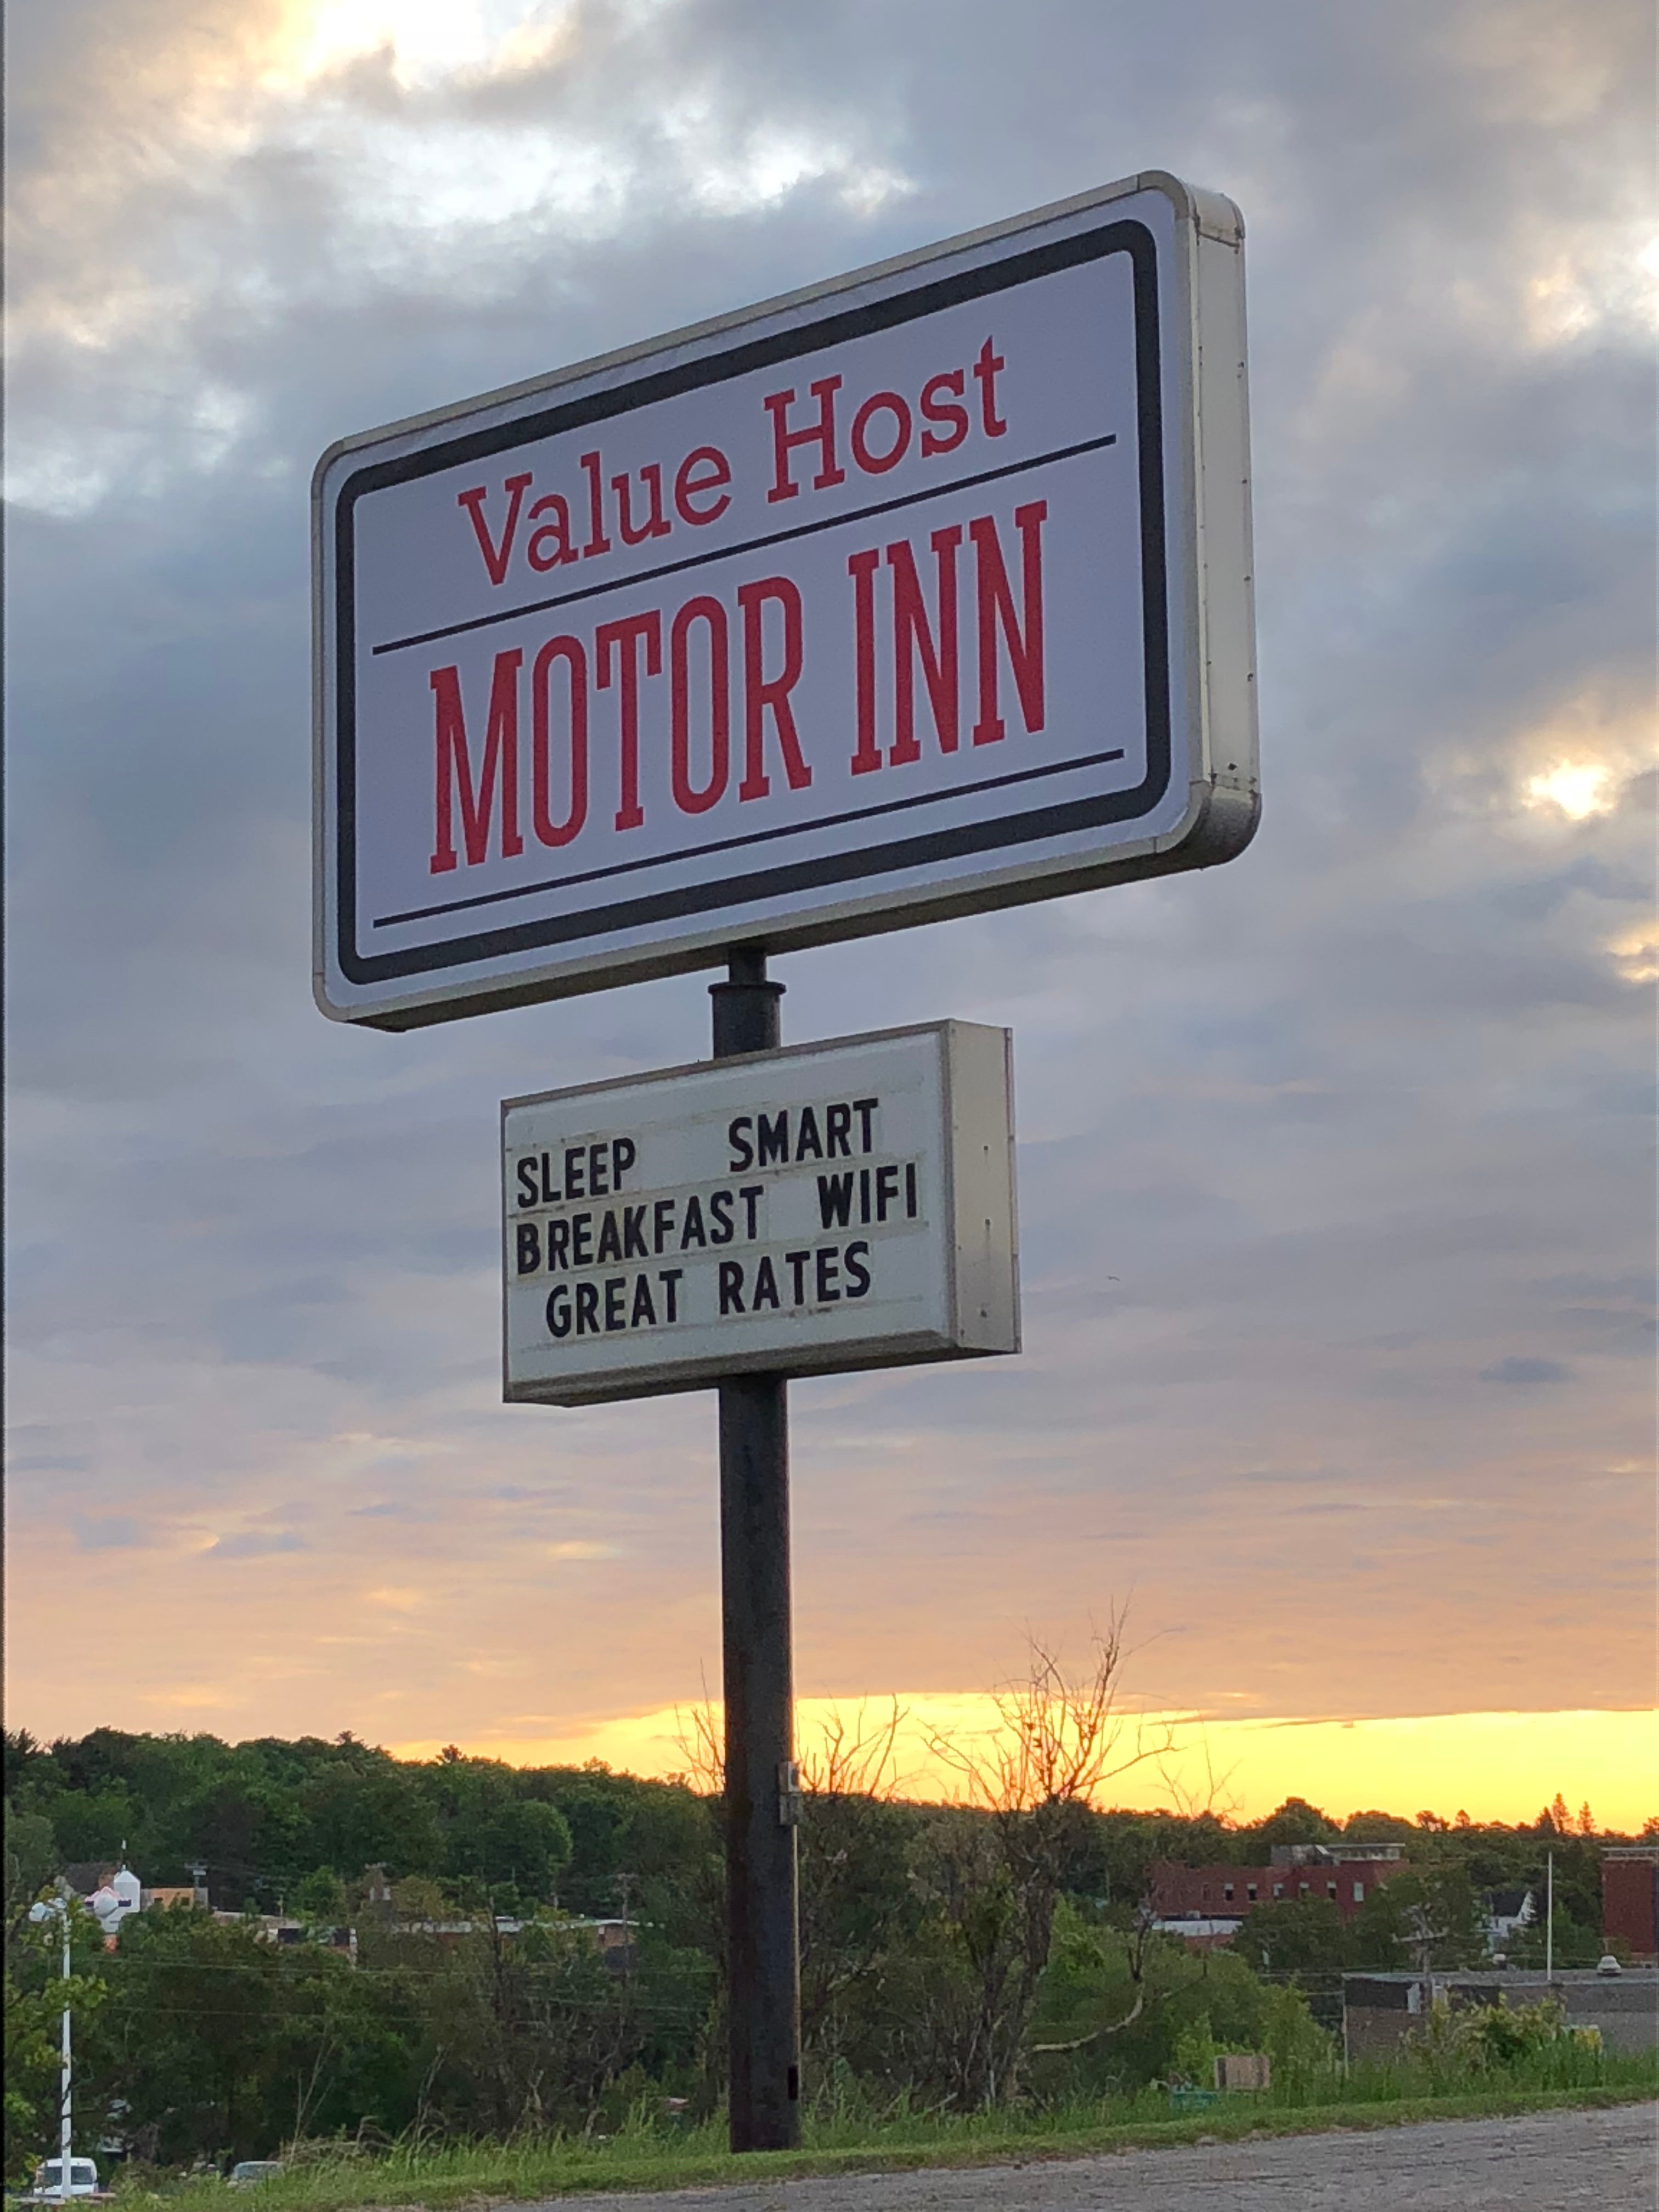 Value Host
MOTOR INN
SLEEP SMART
BREAKFAST WIFI
GREAT RATES